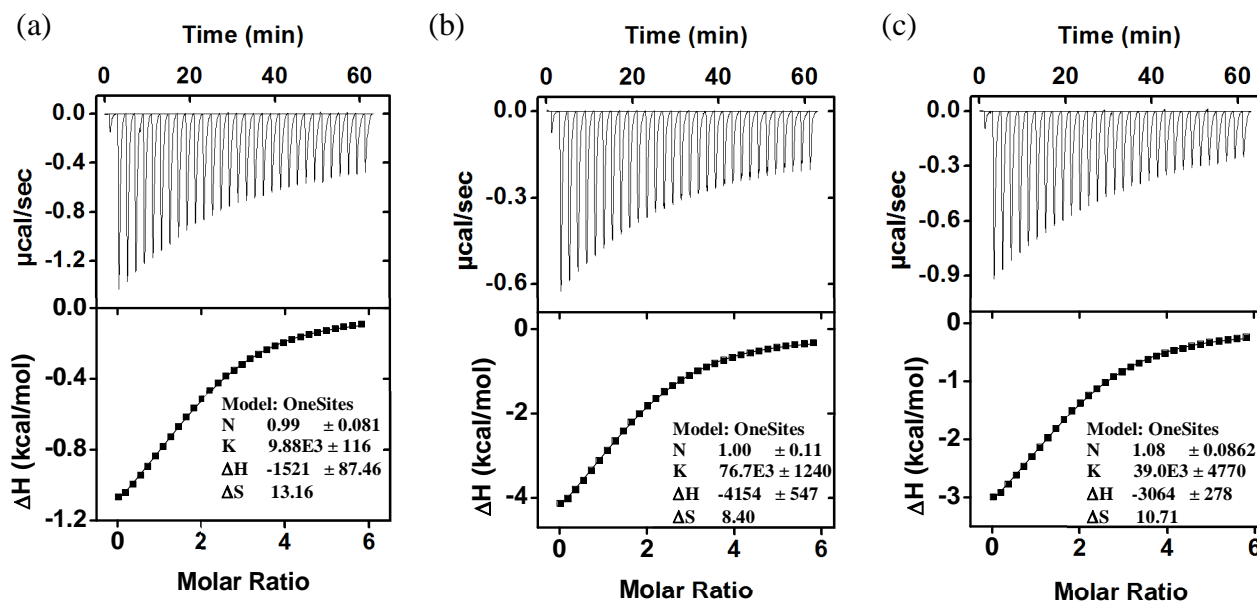 (a)
Time (min)
0 20 40 60
0.0
-0.4
-0.8
-1.2
µcal/sec
0.0
-0.4
-0.8
-1.2
ΔH (kcal/mol)
Model: OneSites
N 0.99 ± 0.081
K 9.88E3 ± 116
ΔH -1521 ± 87.46
ΔS 13.16
0 2 4 6
Molar Ratio
(b)
Time (min)
0 20 40 60
0.0
-0.3
-0.6
µcal/sec
0
-2
-4
ΔH (kcal/mol)
Model: OneSites
N 1.00 ± 0.11
K 76.7E3 ± 1240
ΔH -4154 ± 547
ΔS 8.40
0 2 4 6
Molar Ratio
(c)
Time (min)
0 20 40 60
0.0
-0.3
-0.6
-0.9
µcal/sec
0
-1
-2
-3
ΔH (kcal/mol)
Model: OneSites
N 1.08 ± 0.0862
K 39.0E3 ± 4770
ΔH -3064 ± 278
ΔS 10.71
0 2 4 6
Molar Ratio